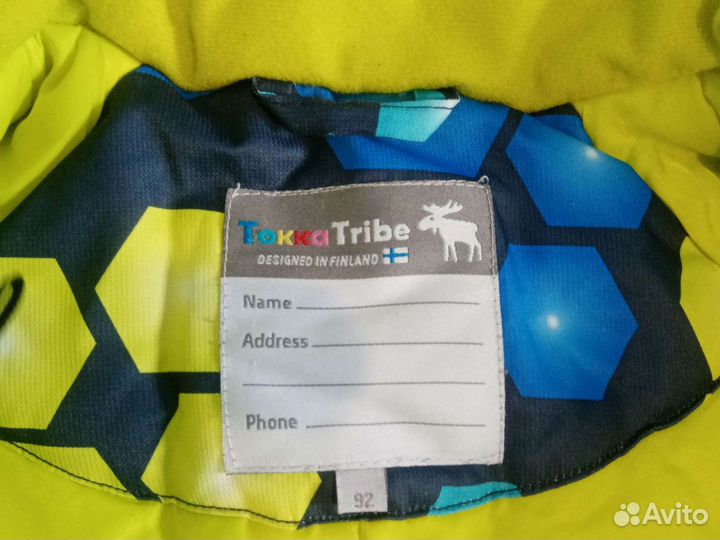 TokkaTribe
DESIGNED IN FINLAND
Name
Address
Phone
92
Avito